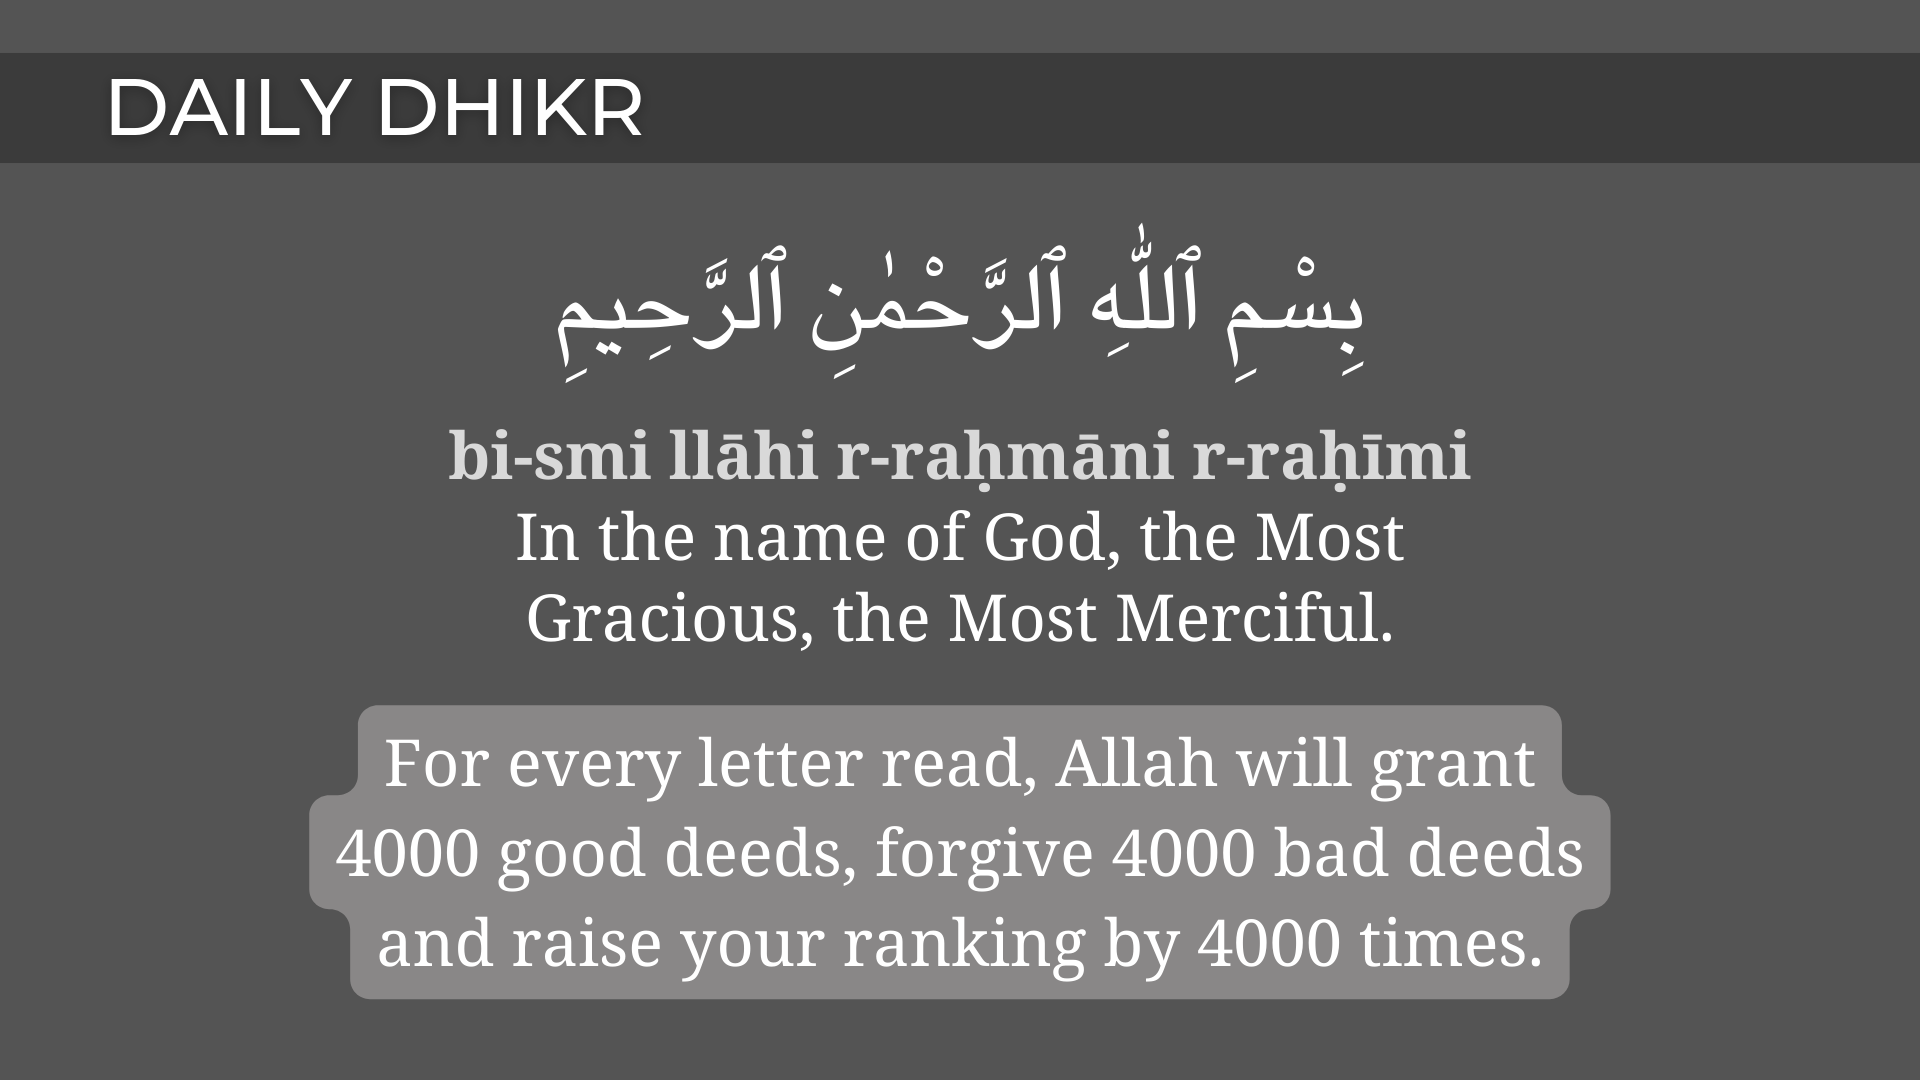 DAILY DHIKR
بِسْمِ ٱللّٰهِ ٱلرَّحْمٰنِ ٱلرَّحِيمِ
bi-smi llāhi r-raḥmāni r-raḥīmi
In the name of God, the Most
Gracious, the Most Merciful.
For every letter read, Allah will grant
4000 good deeds, forgive 4000 bad deeds
and raise your ranking by 4000 times.